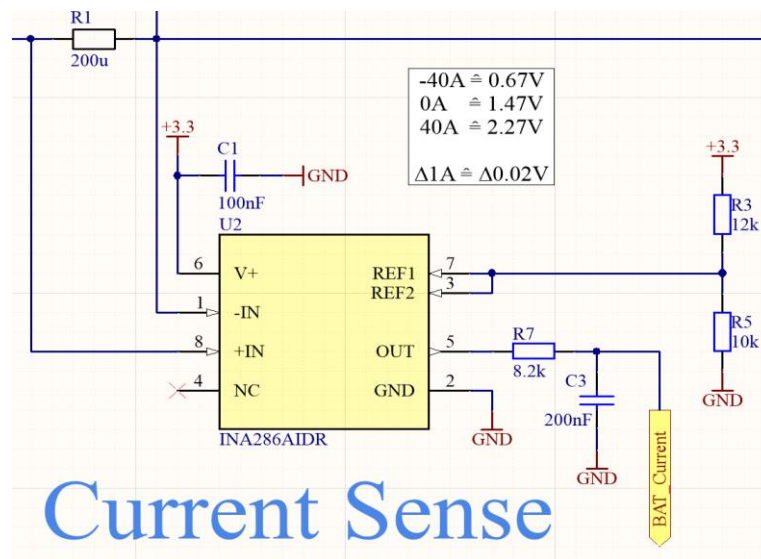 R1
200u
-40A ≙ 0.67V
0A ≙ 1.47V
40A ≙ 2.27V
Δ1A ≙ Δ0.02V
+3.3
C1
GND
100nF
U2
+3.3
R3
12k
6 V+
REF1 7
REF2 3
1 -IN
8 +IN
OUT 5
4 NC
GND 2
R7
8.2k
R5
10k
GND
C3
200nF
INA286AIDR
GND
GND
BAT_Current
Current Sense